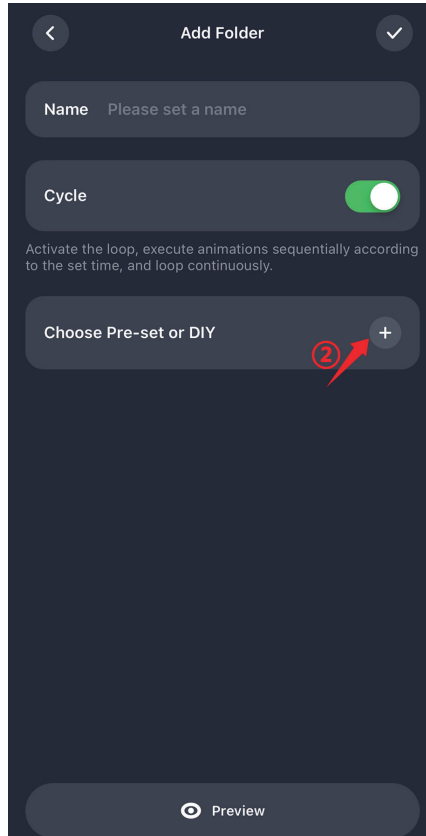 Add Folder
Name Please set a name
Cycle
Activate the loop, execute animations sequentially according
to the set time, and loop continuously.
Choose Pre-set or DIY
②
Preview